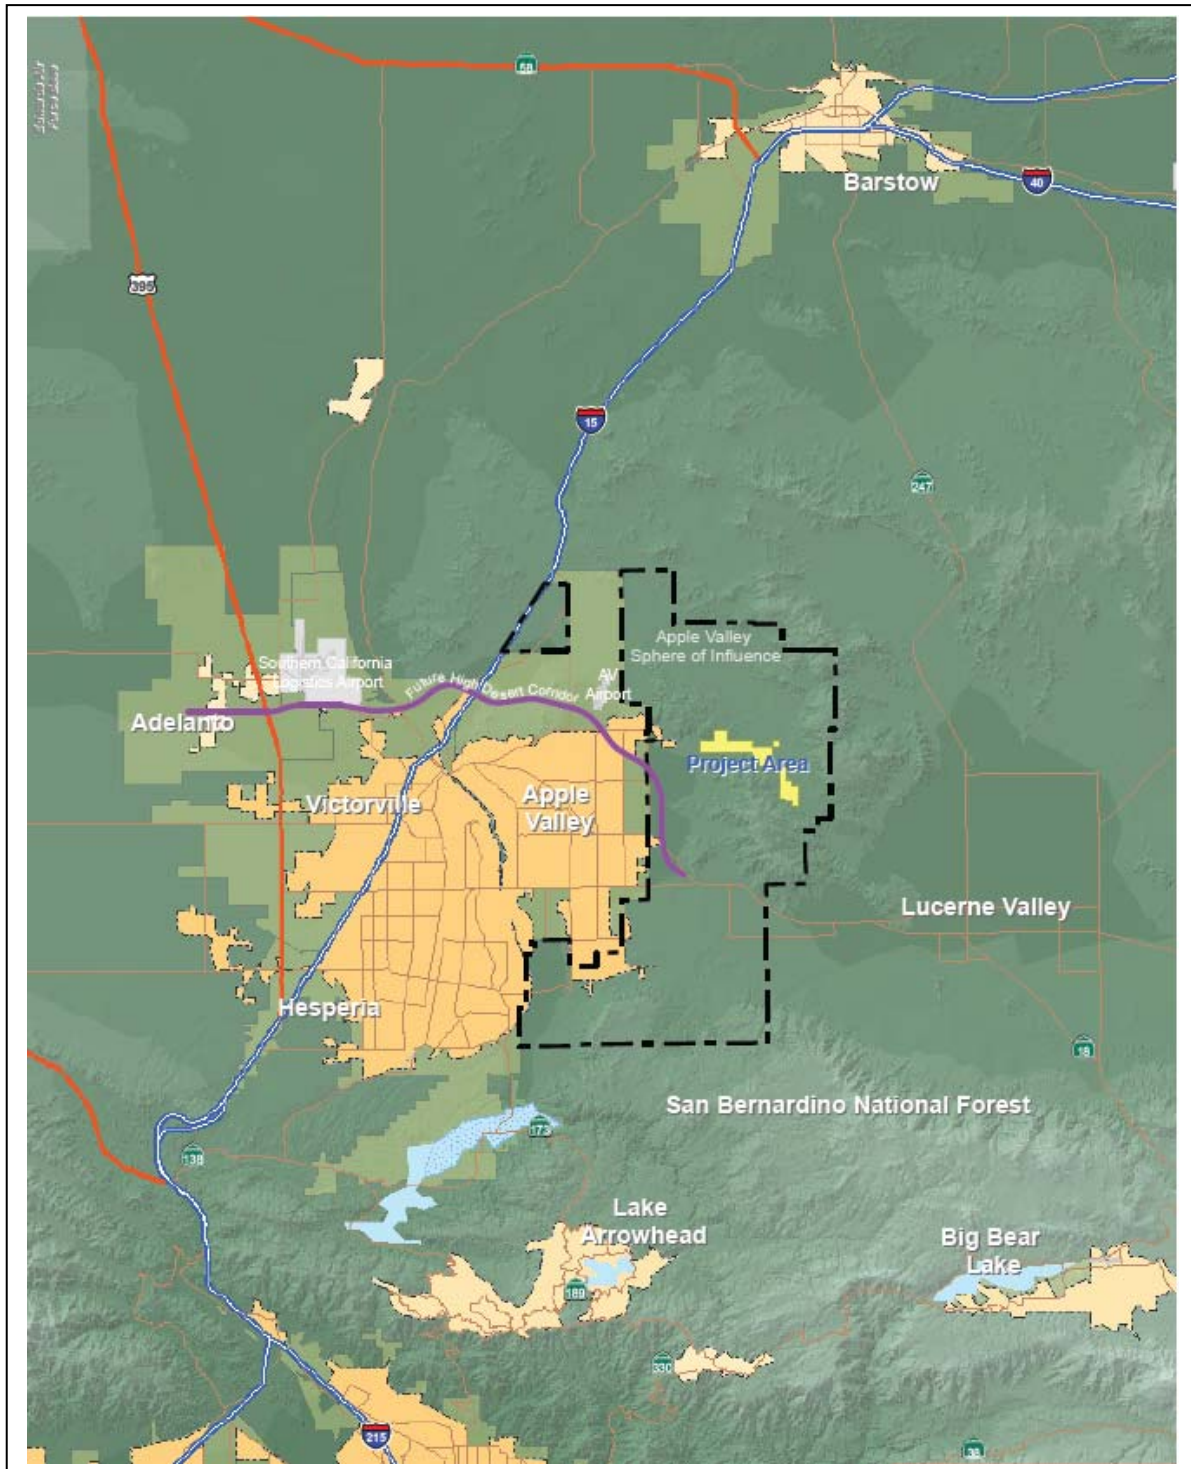 58
Barstow
40
395
15
247
Apple Valley
Sphere of Influence
Southern California
Logistics Airport
Future High Desert Corridor
AV
Airport
Adelanto
Project Area
Victorville
Apple
Valley
Lucerne Valley
Hesperia
18
San Bernardino National Forest
173
138
Lake
Arrowhead
Big Bear
Lake
189
330
215
38